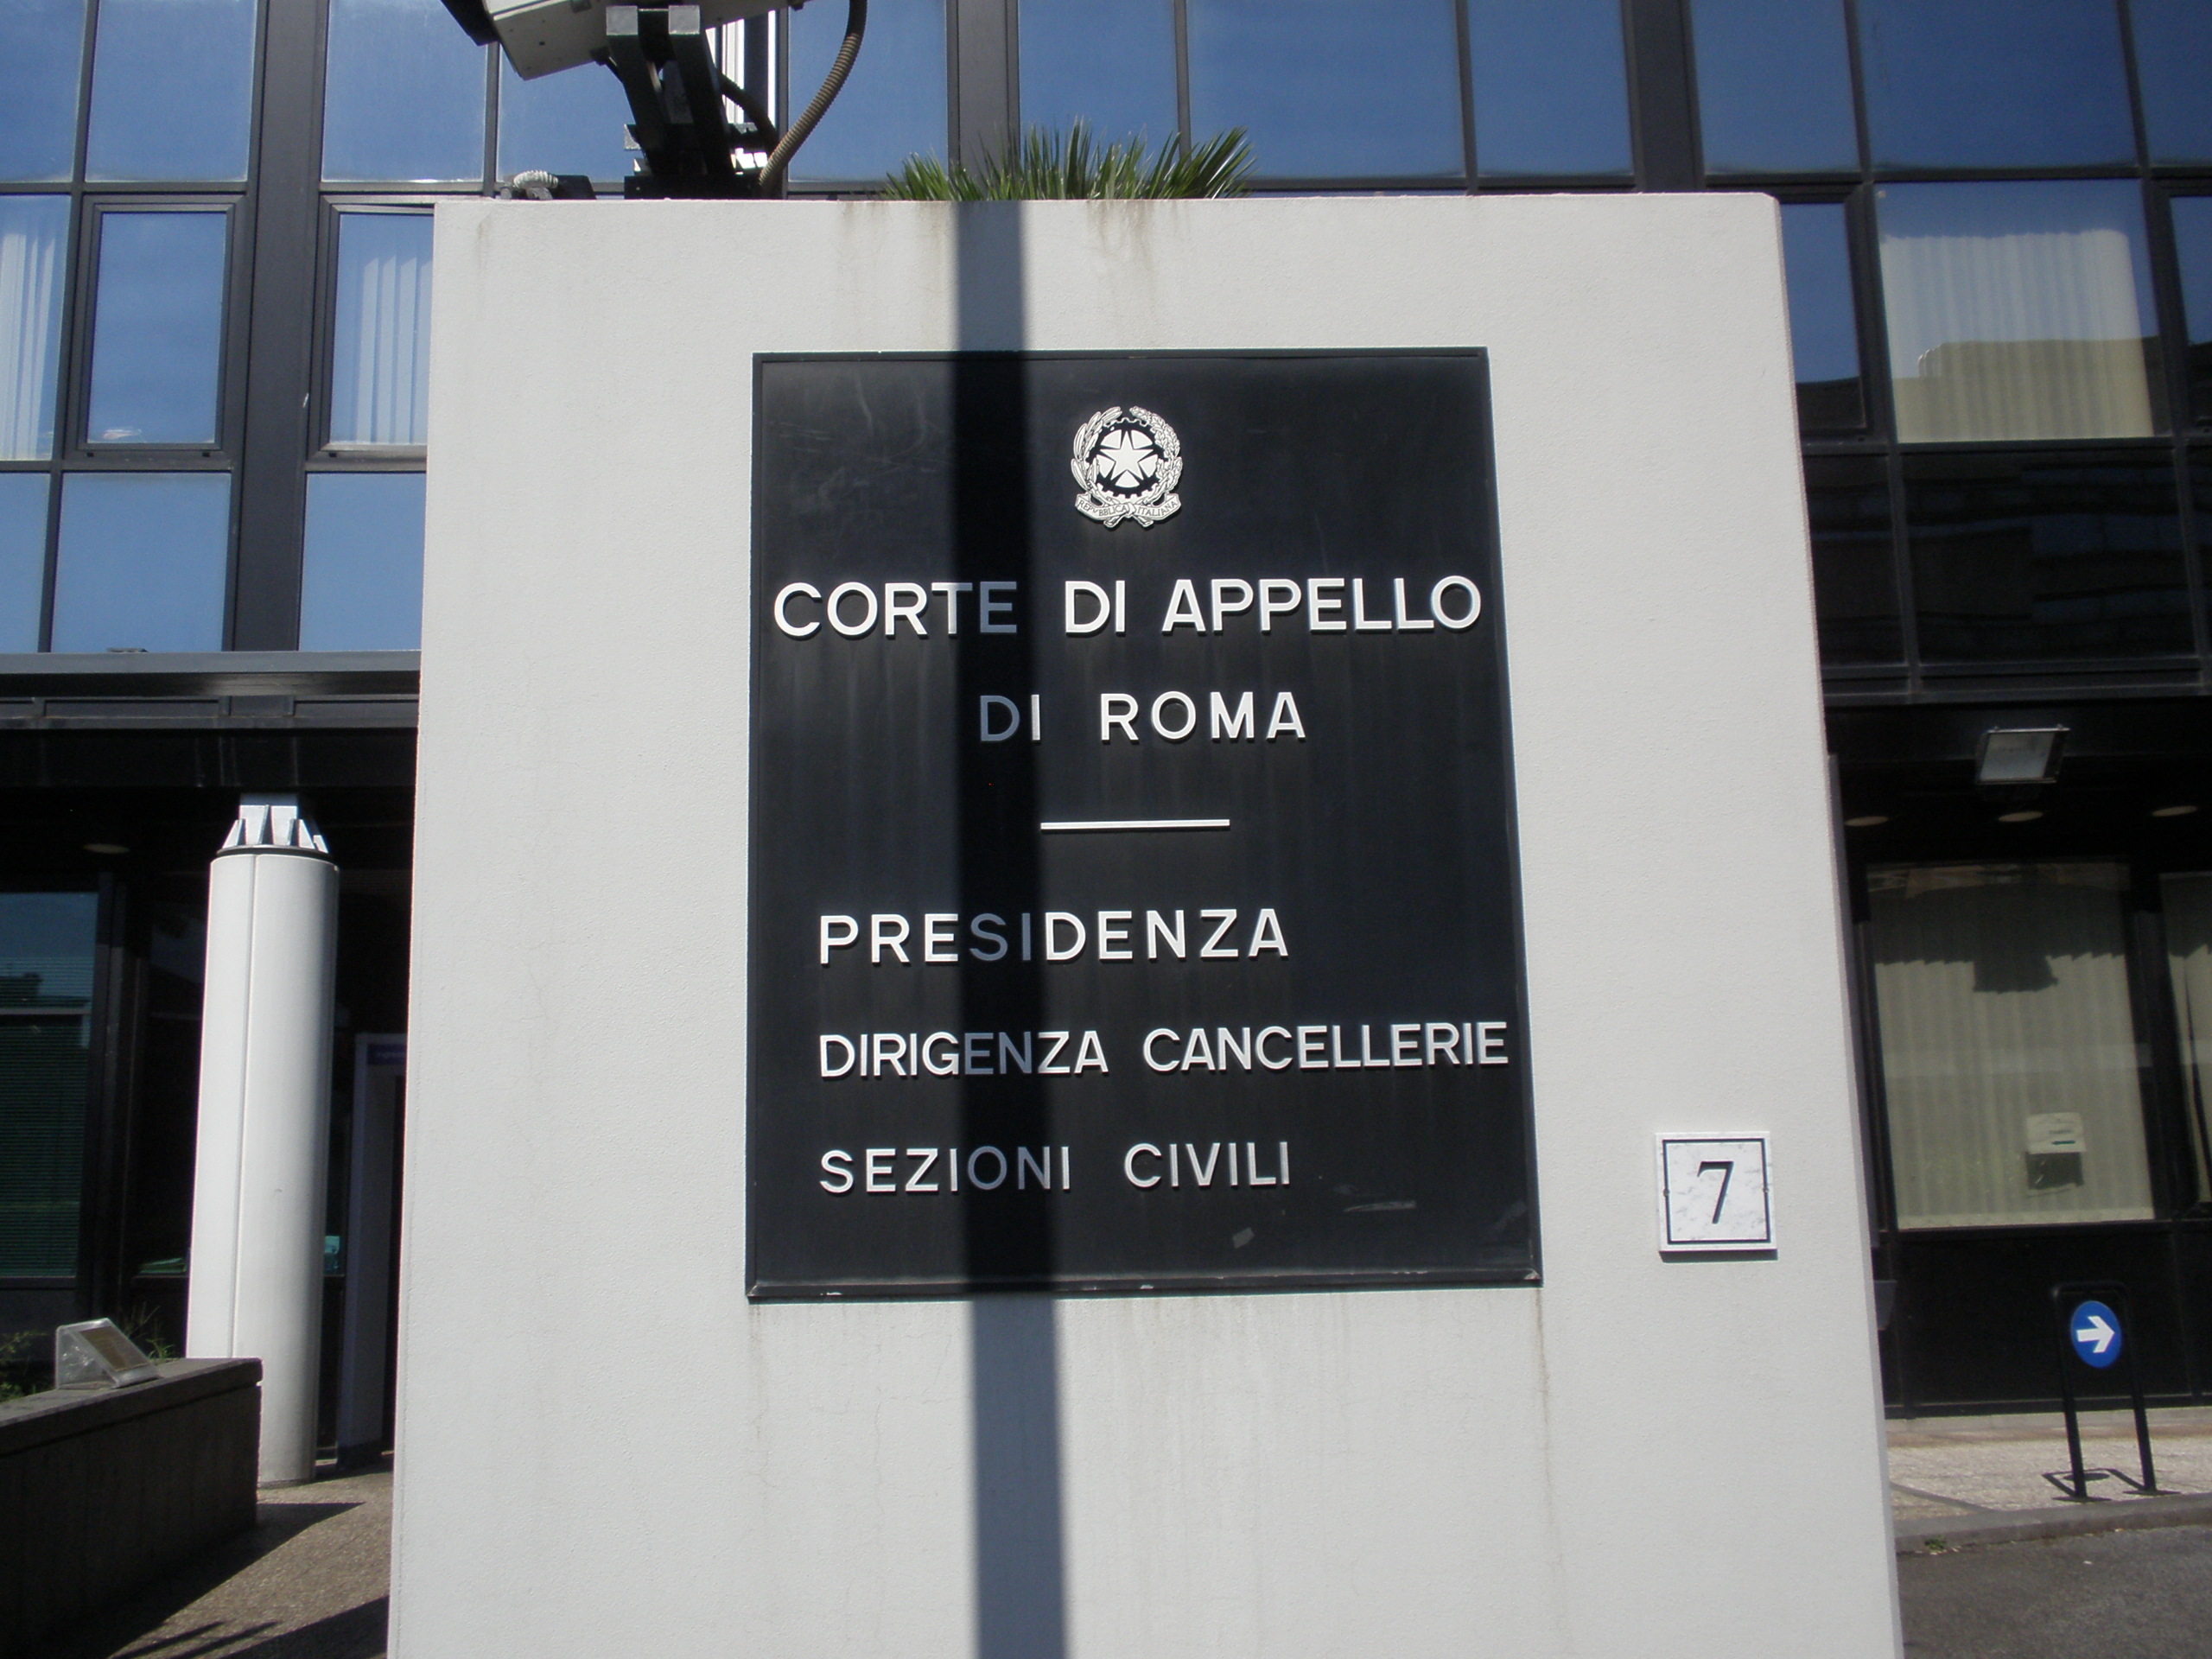 REPVBBLICA ITALIANA
CORTE DI APPELLO
DI ROMA
PRESIDENZA
DIRIGENZA CANCELLERIE
SEZIONI CIVILI
7